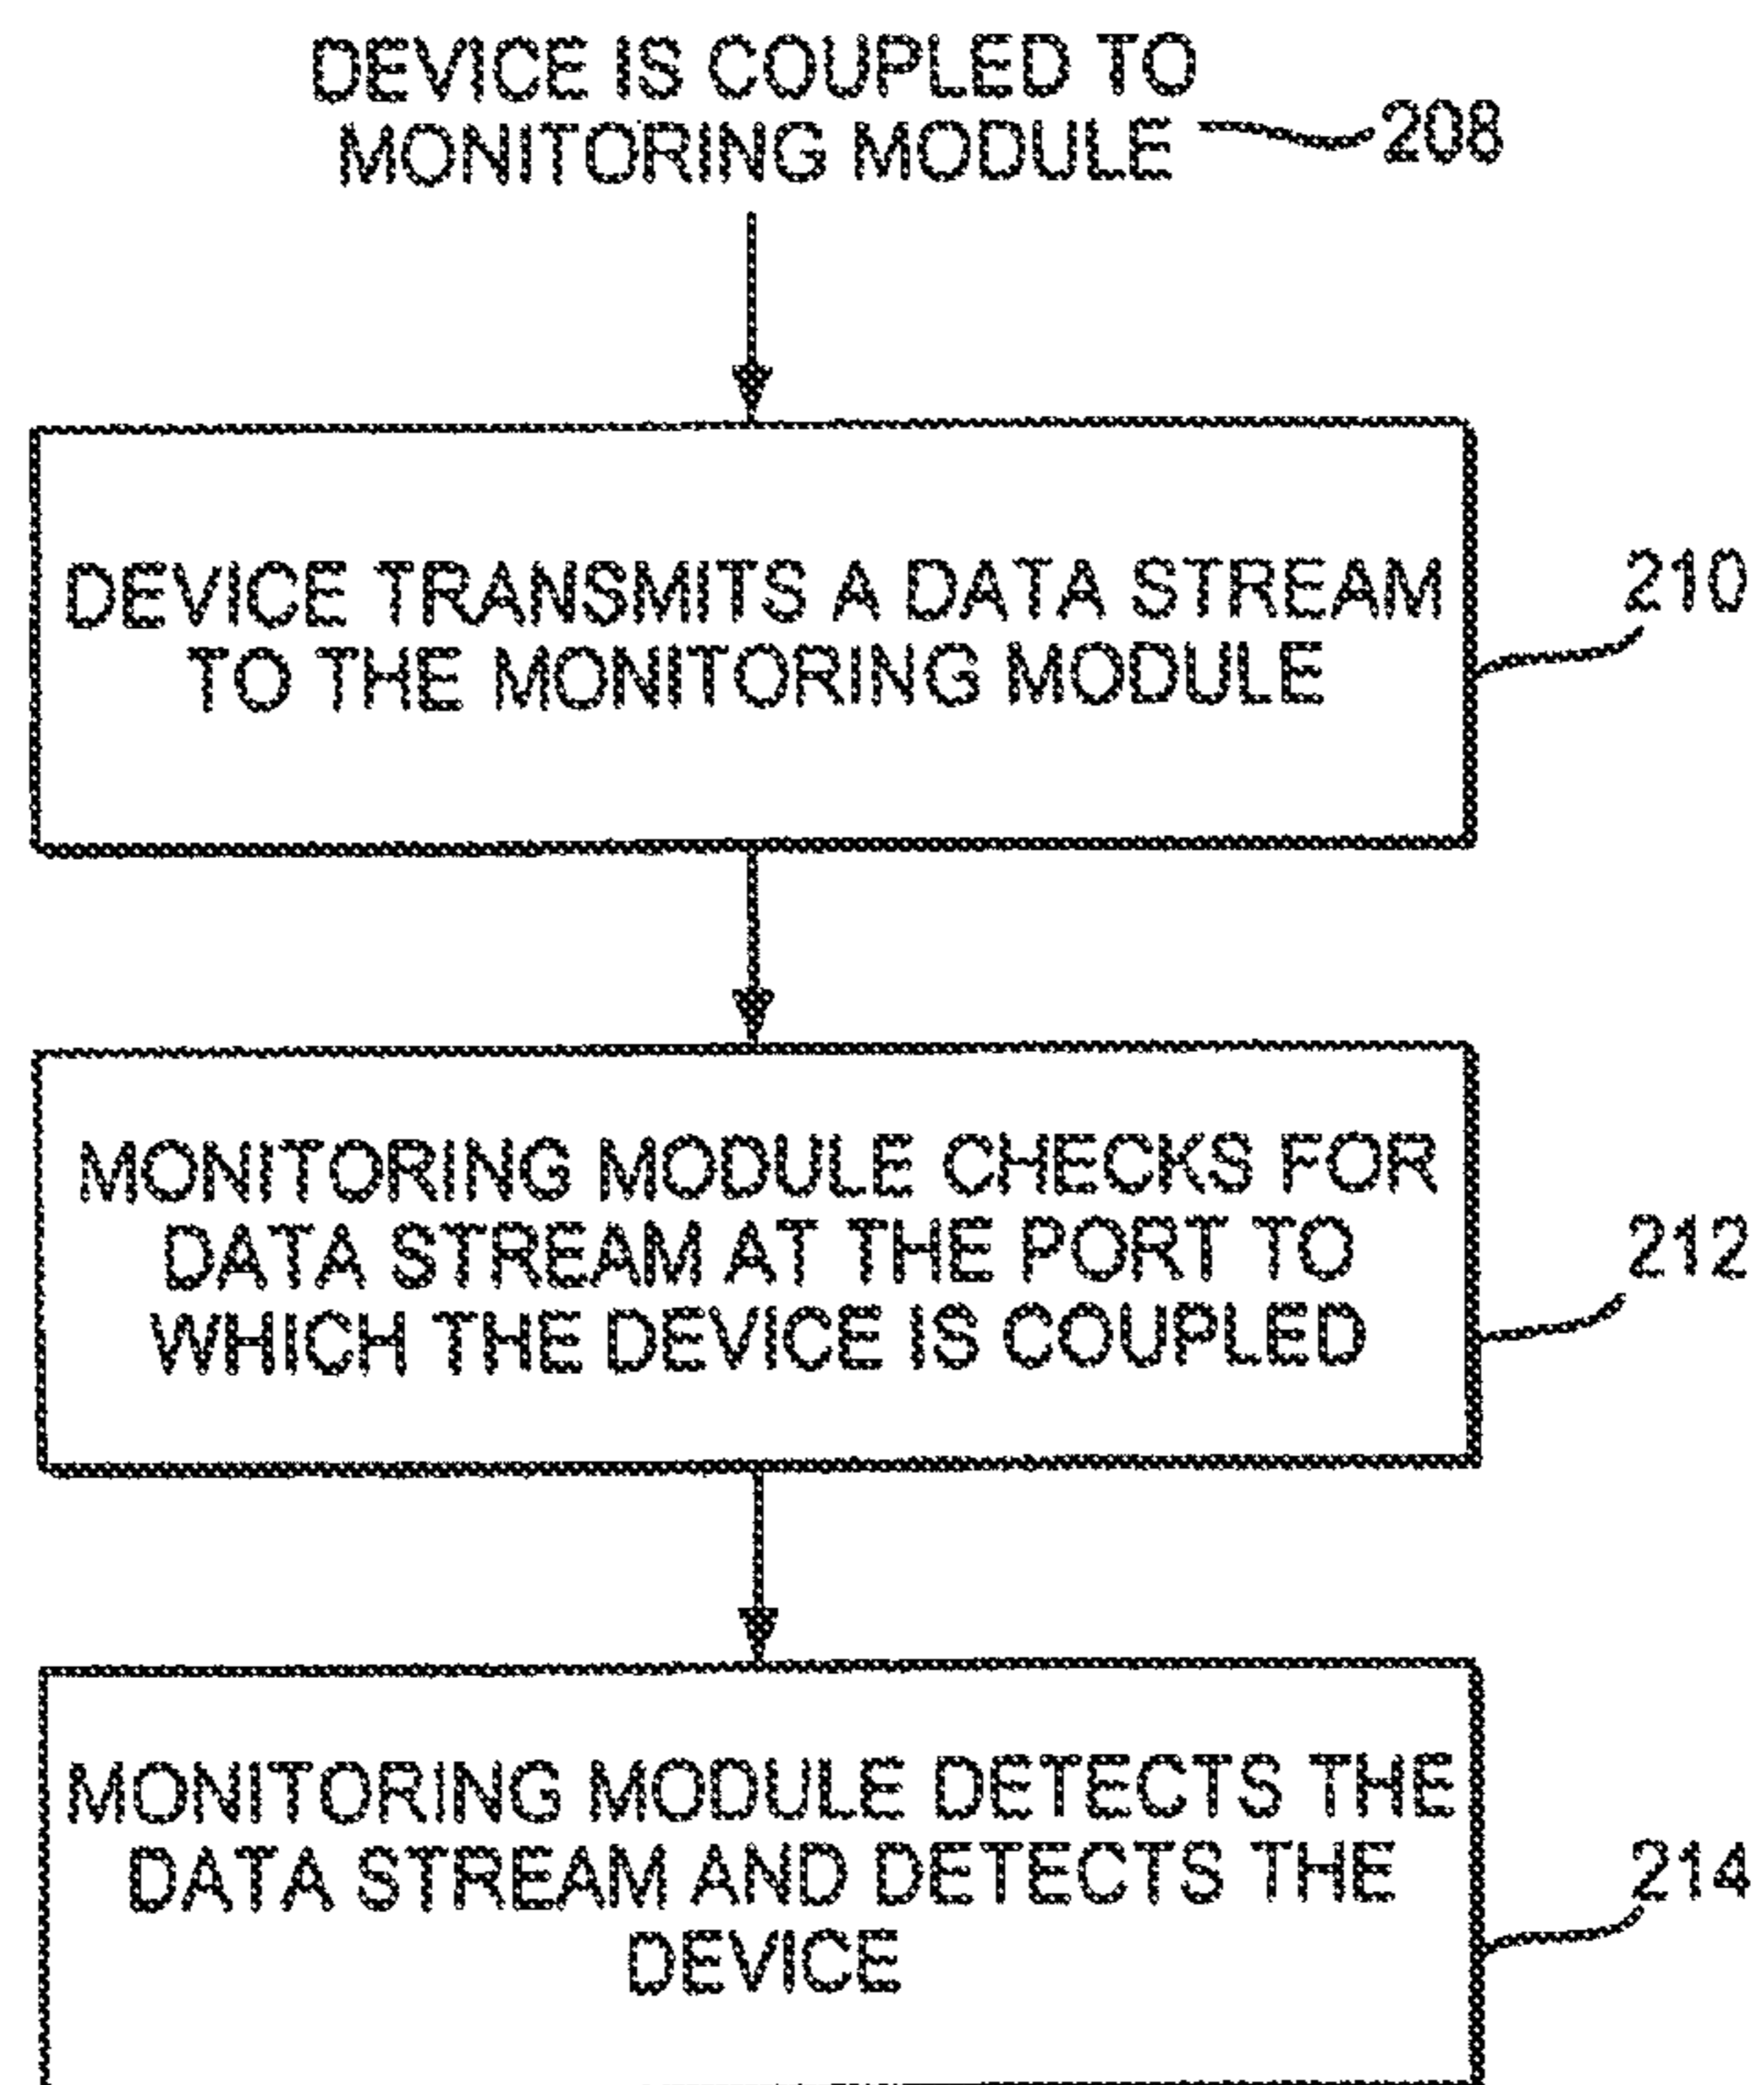 DEVICE IS COUPLED TO
MONITORING MODULE 208
DEVICE TRANSMITS A DATA STREAM
TO THE MONITORING MODULE
210
MONITORING MODULE CHECKS FOR
DATA STREAM AT THE PORT TO
WHICH THE DEVICE IS COUPLED
212
MONITORING MODULE DETECTS THE
DATA STREAM AND DETECTS THE
DEVICE
214